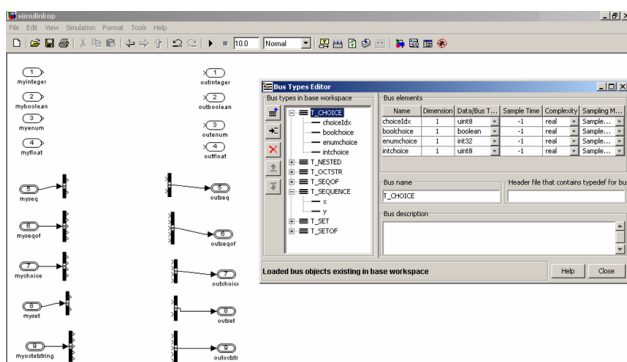 simulinkop
File Edit View Simulation Format Tools Help
10.0 Normal
1
myinteger
2
myboolean
3
myenum
4
myfloat
5
myseq
6
myseqof
7
mychoice
8
myset
9
myoctetstring
1
outinteger
2
outboolean
3
outenum
4
outfloat
5
outseq
6
outseqof
7
outchoice
8
outset
9
outoctstr
Bus Types Editor
Bus types in base workspace
T_CHOICE
choiceIdx
boolchoice
enumchoice
intchoice
T_NESTED
T_OCTSTR
T_SEQOF
T_SEQUENCE
x
y
T_SET
T_SETOF
Bus elements
Name Dimension Data/Bus T... Sample Time Complexity Sampling M...
choiceIdx 1 uint8 -1 real Sample...
boolchoice 1 boolean -1 real Sample...
enumchoice 1 int32 -1 real Sample...
intchoice 1 uint8 -1 real Sample...
Bus name
T_CHOICE
Header file that contains typedef for bus
Bus description
Loaded bus objects existing in base workspace
Help Close